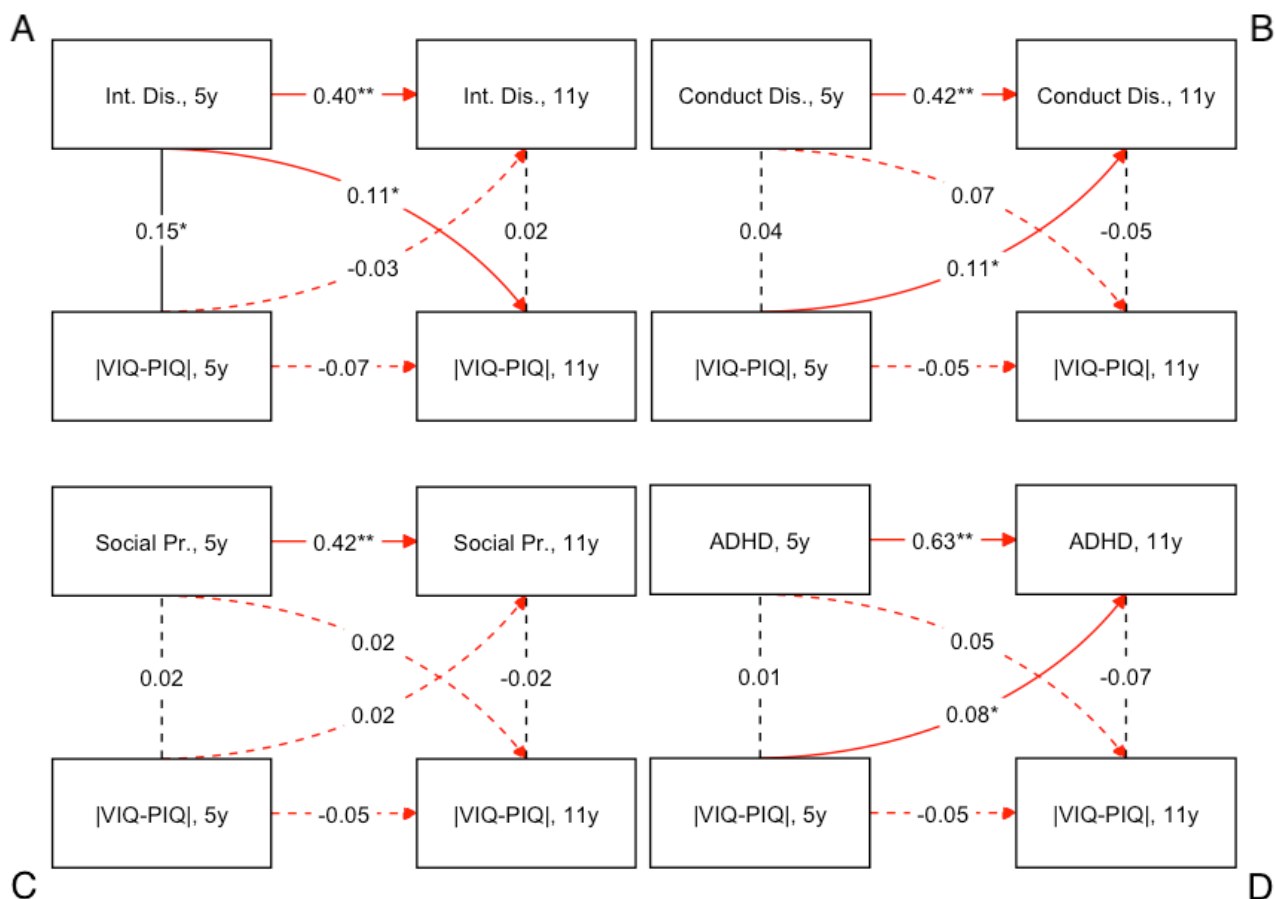 A
B
Int. Dis., 5y
0.40**
Int. Dis., 11y
Conduct Dis., 5y
0.42**
Conduct Dis., 11y
0.11*
0.07
0.15*
0.02
0.04
-0.05
-0.03
0.11*
|VIQ-PIQ|, 5y
-0.07
|VIQ-PIQ|, 11y
|VIQ-PIQ|, 5y
-0.05
|VIQ-PIQ|, 11y
Social Pr., 5y
0.42**
Social Pr., 11y
ADHD, 5y
0.63**
ADHD, 11y
0.02
0.05
0.02
-0.02
0.01
-0.07
0.02
0.08*
|VIQ-PIQ|, 5y
-0.05
|VIQ-PIQ|, 11y
|VIQ-PIQ|, 5y
-0.05
|VIQ-PIQ|, 11y
C
D